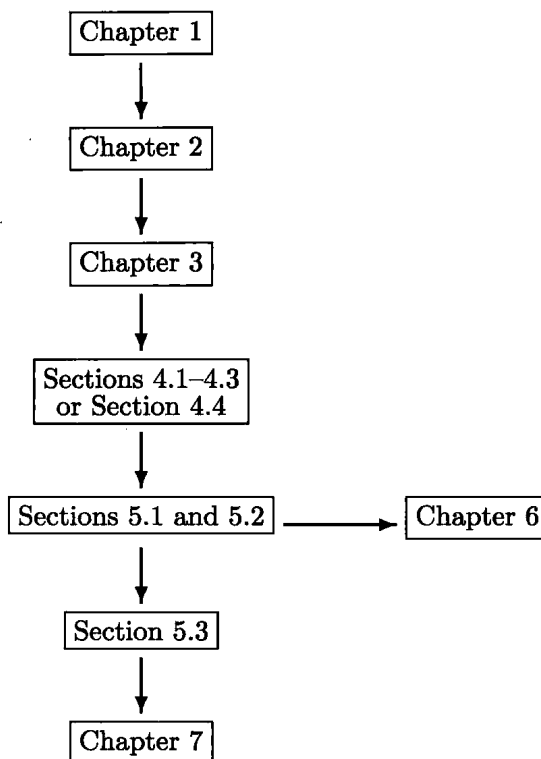 Chapter 1
Chapter 2
Chapter 3
Sections 4.1–4.3
or Section 4.4
Sections 5.1 and 5.2
Chapter 6
Section 5.3
Chapter 7